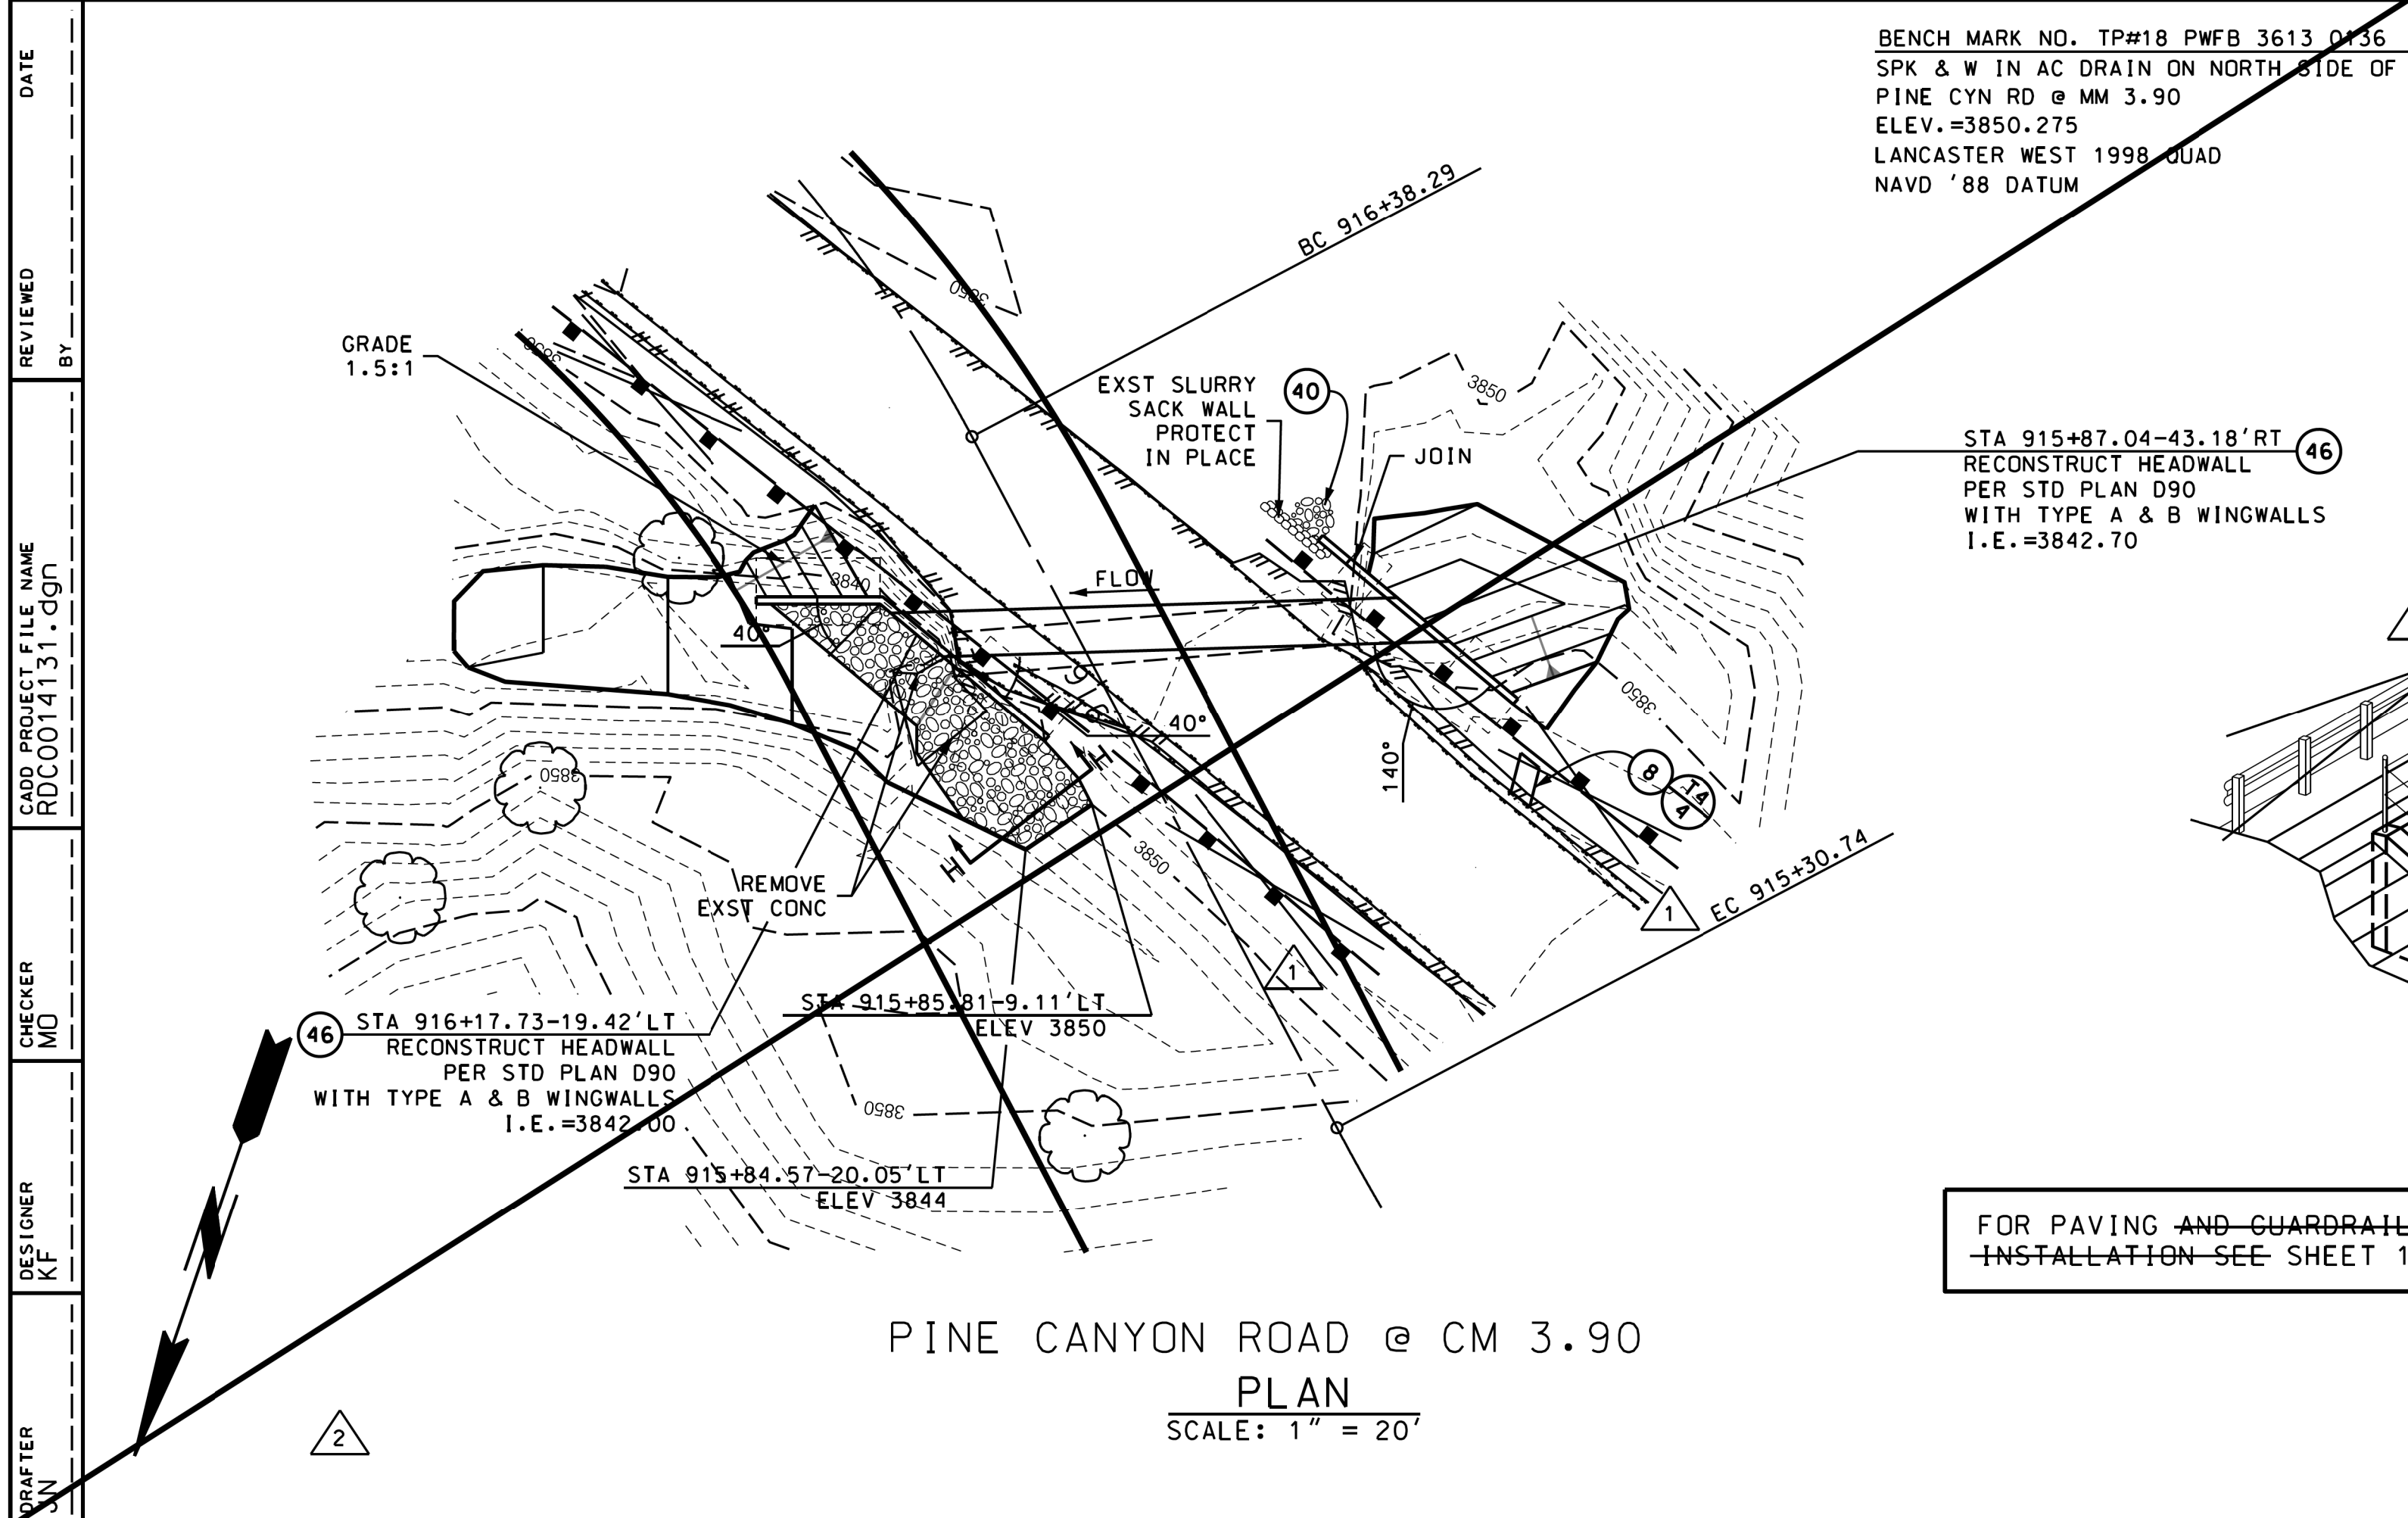 BENCH MARK NO. TP#18 PWFB 3613 0136
SPK & W IN AC DRAIN ON NORTH SIDE OF
PINE CYN RD @ MM 3.90
ELEV.=3850.275
LANCASTER WEST 1998 QUAD
NAVD '88 DATUM
DATE
REVIEWED
BY
CADD PROJECT FILE NAME
RDC0014131.dgn
CHECKER
MO
DESIGNER
KF
DRAFTER
JN
BC 916+38.29
3850
GRADE
1.5:1
3850
EXST SLURRY
SACK WALL
PROTECT
IN PLACE
40
JOIN
3850
STA 915+87.04-43.18'RT
46
RECONSTRUCT HEADWALL
PER STD PLAN D90
WITH TYPE A & B WINGWALLS
I.E.=3842.70
FLOW
3840
40°
916
40°
3850
140°
H
H
8
T4
4
3850
3850
REMOVE
EXST CONC
1
EC 915+30.74
1
STA 915+85.81-9.11'LT
ELEV 3850
46
STA 916+17.73-19.42'LT
RECONSTRUCT HEADWALL
PER STD PLAN D90
WITH TYPE A & B WINGWALLS
I.E.=3842.00
3850
STA 915+84.57-20.05'LT
ELEV 3844
FOR PAVING AND GUARDRAIL
INSTALLATION SEE SHEET 1
PINE CANYON ROAD @ CM 3.90
PLAN
SCALE: 1" = 20'
2